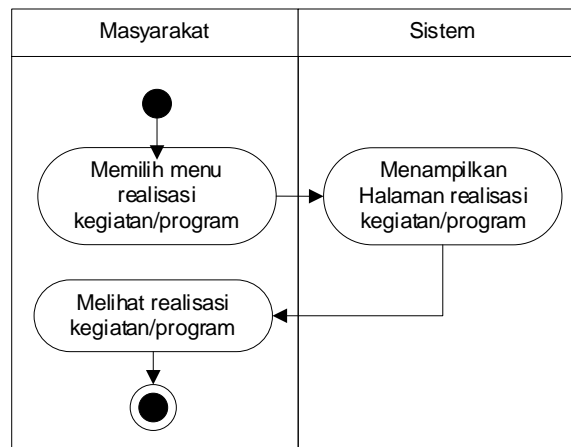 Masyarakat
Sistem
Memilih menu
realisasi
kegiatan/program
Menampilkan
Halaman realisasi
kegiatan/program
Melihat realisasi
kegiatan/program